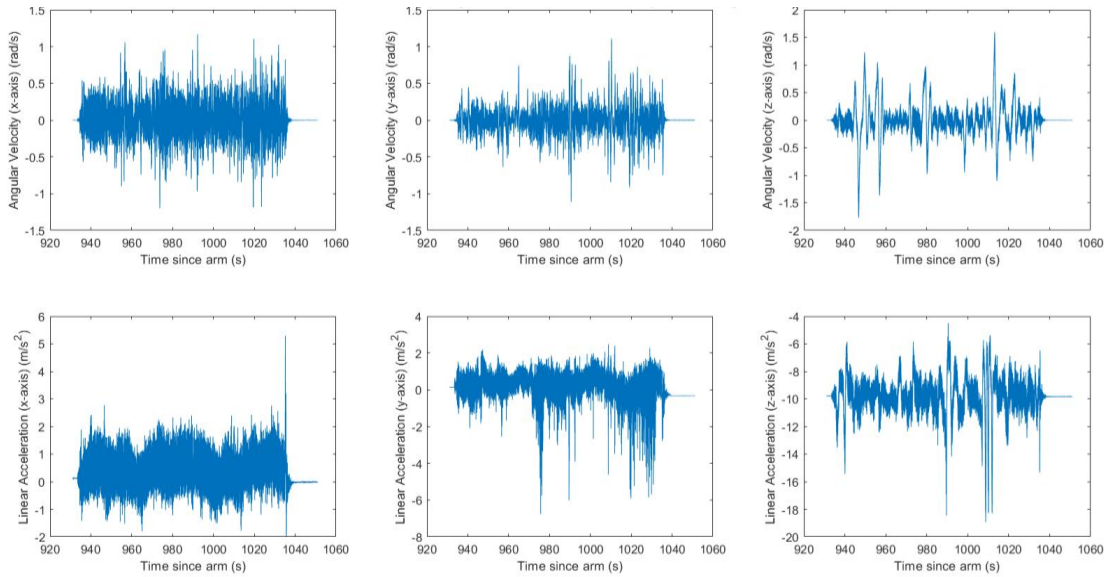 Angular Velocity (x-axis) (rad/s)
1.5
1
0.5
0
-0.5
-1
-1.5
920 940 960 980 1000 1020 1040 1060
Time since arm (s)
Angular Velocity (y-axis) (rad/s)
1.5
1
0.5
0
-0.5
-1
-1.5
920 940 960 980 1000 1020 1040 1060
Time since arm (s)
Angular Velocity (z-axis) (rad/s)
2
1.5
1
0.5
0
-0.5
-1
-1.5
-2
920 940 960 980 1000 1020 1040 1060
Time since arm (s)
Linear Acceleration (x-axis) (m/s²)
6
5
4
3
2
1
0
-1
-2
920 940 960 980 1000 1020 1040 1060
Time since arm (s)
Linear Acceleration (y-axis) (m/s²)
4
2
0
-2
-4
-6
-8
920 940 960 980 1000 1020 1040 1060
Time since arm (s)
Linear Acceleration (z-axis) (m/s²)
-4
-6
-8
-10
-12
-14
-16
-18
-20
920 940 960 980 1000 1020 1040 1060
Time since arm (s)